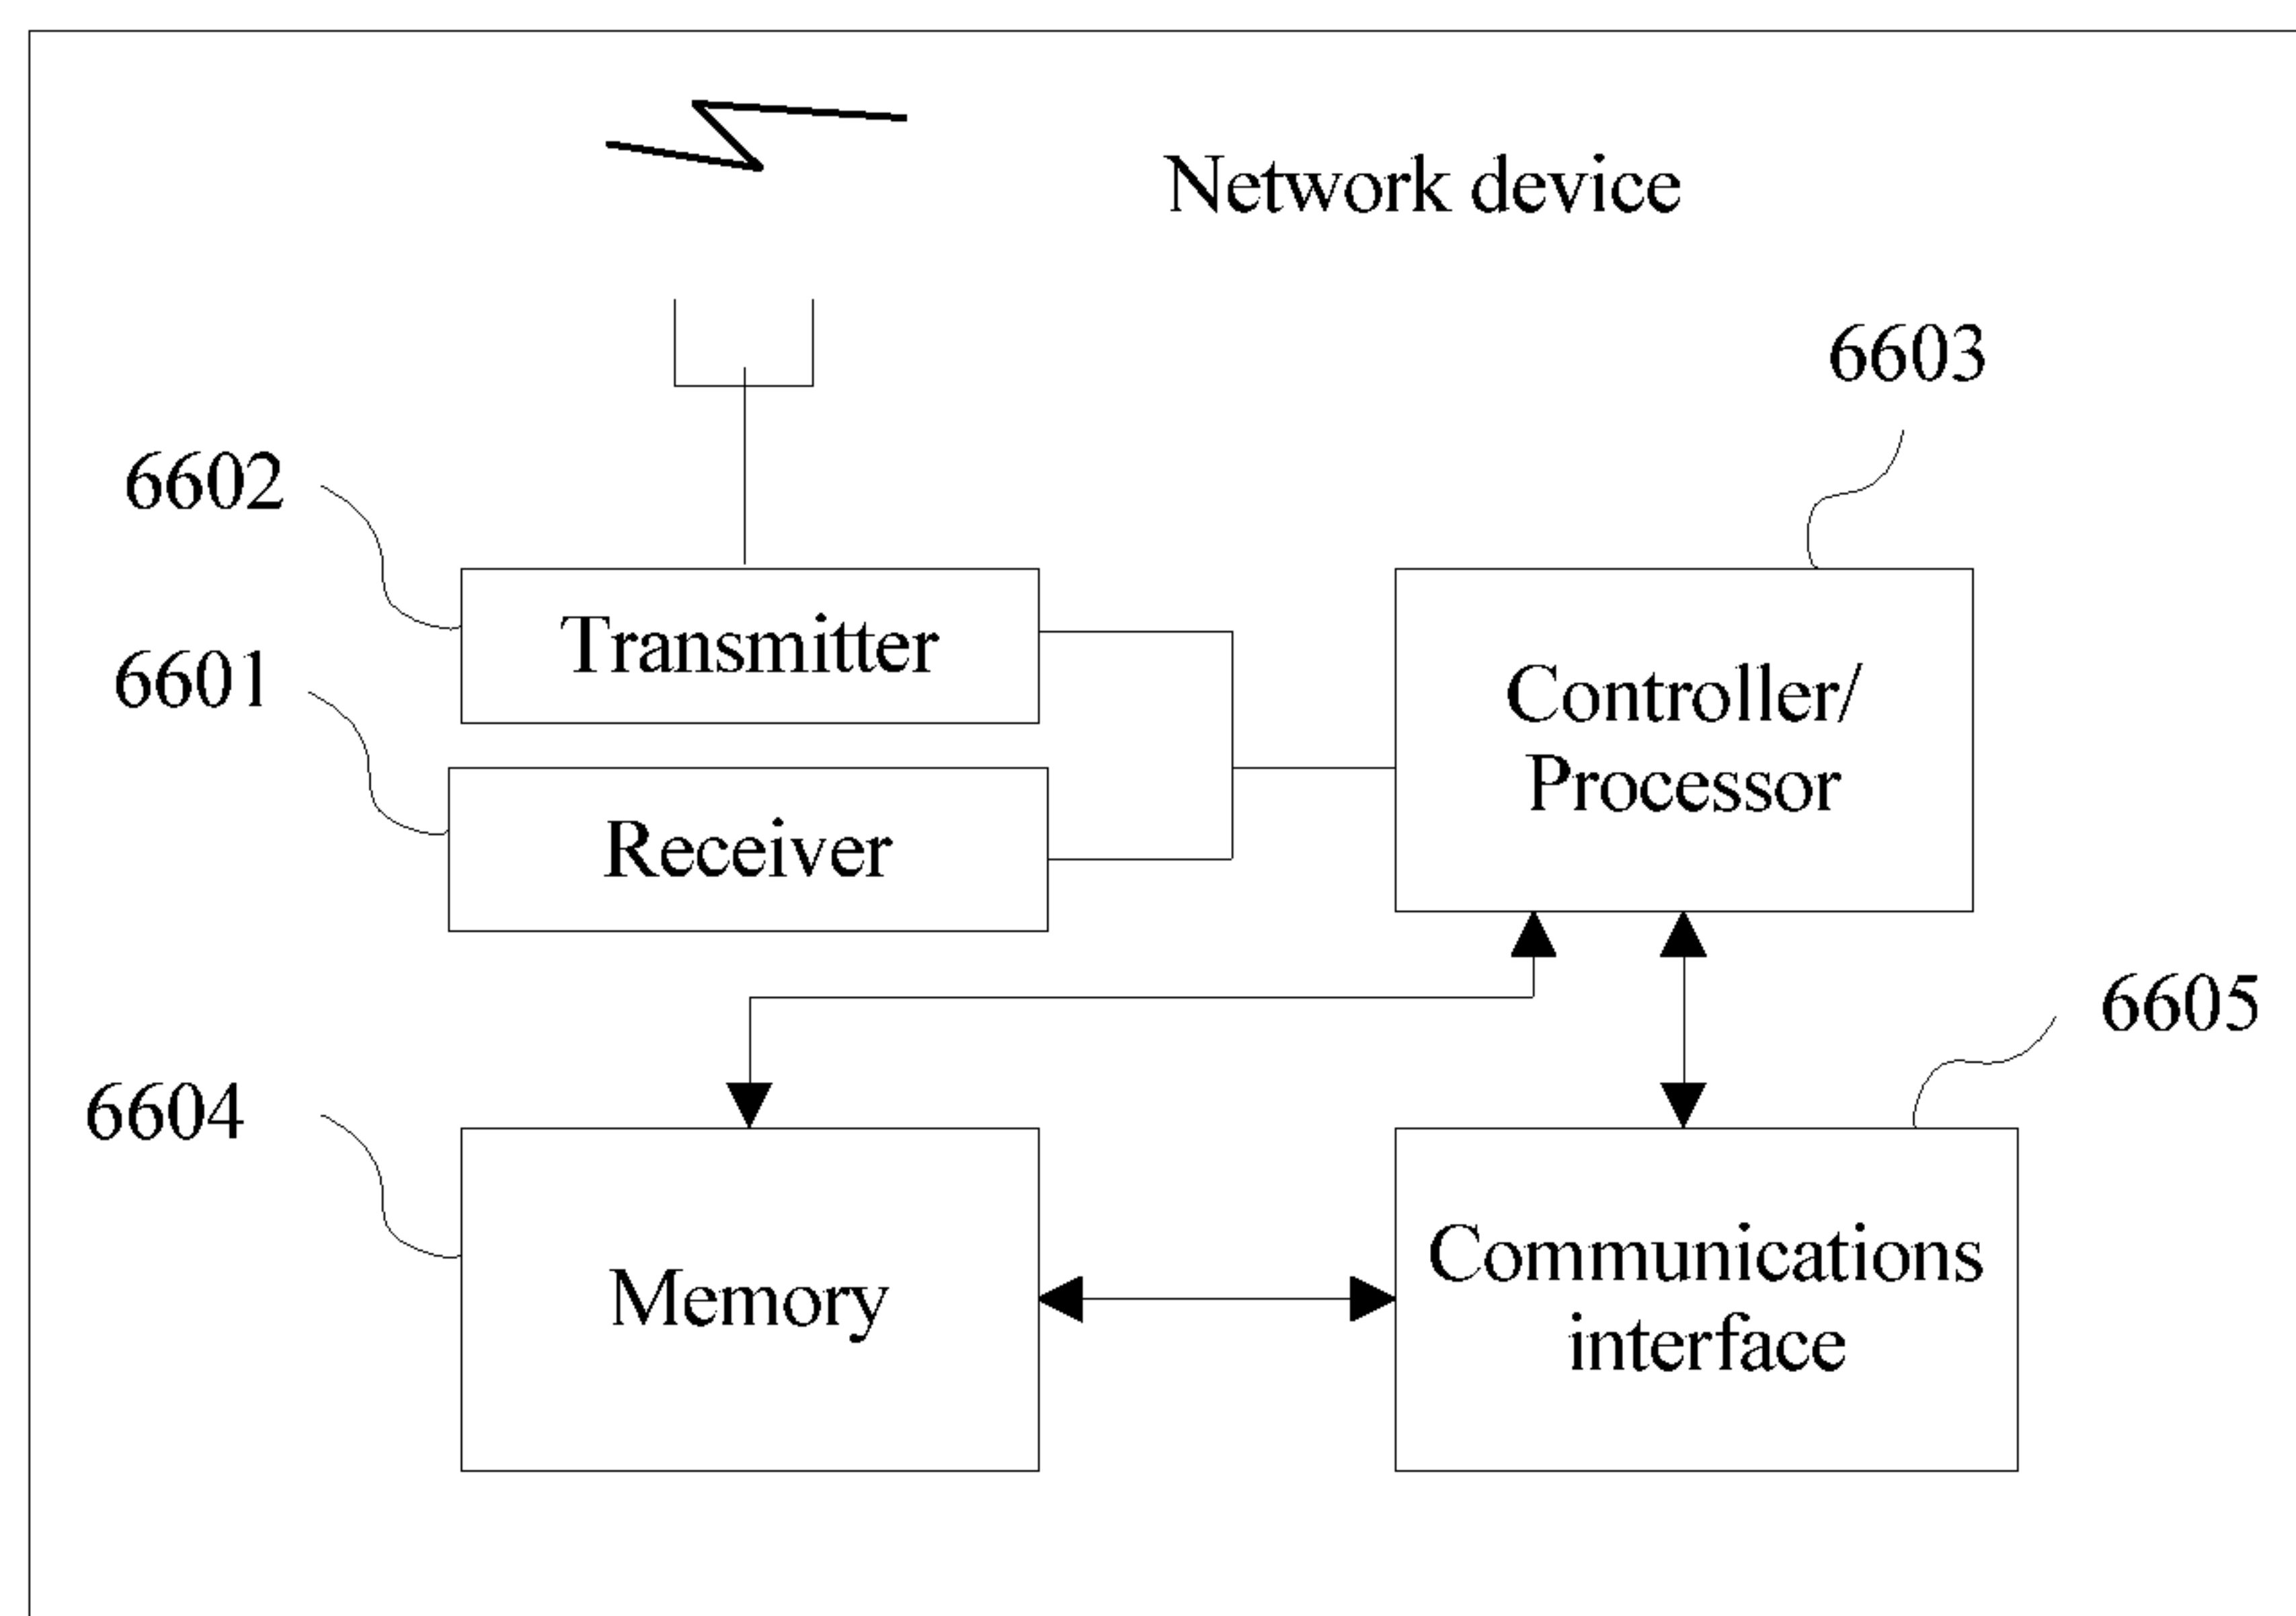 Network device
6603
6602
Transmitter
6601
Controller/
Processor
Receiver
6605
6604
Memory
Communications
interface